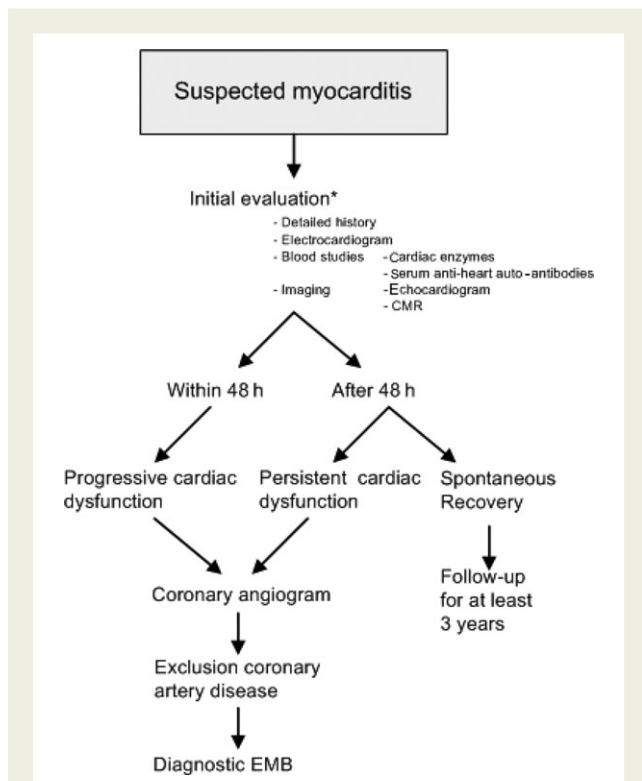 Suspected myocarditis
Initial evaluation*
- Detailed history
- Electrocardiogram
- Blood studies -Cardiac enzymes
-Serum anti-heart auto-antibodies
- Imaging -Echocardiogram
-CMR
Within 48 h After 48 h
Progressive cardiac dysfunction
Persistent cardiac dysfunction
Spontaneous
Recovery
Coronary angiogram
Follow-up
for at least
3 years
Exclusion coronary
artery disease
Diagnostic EMB